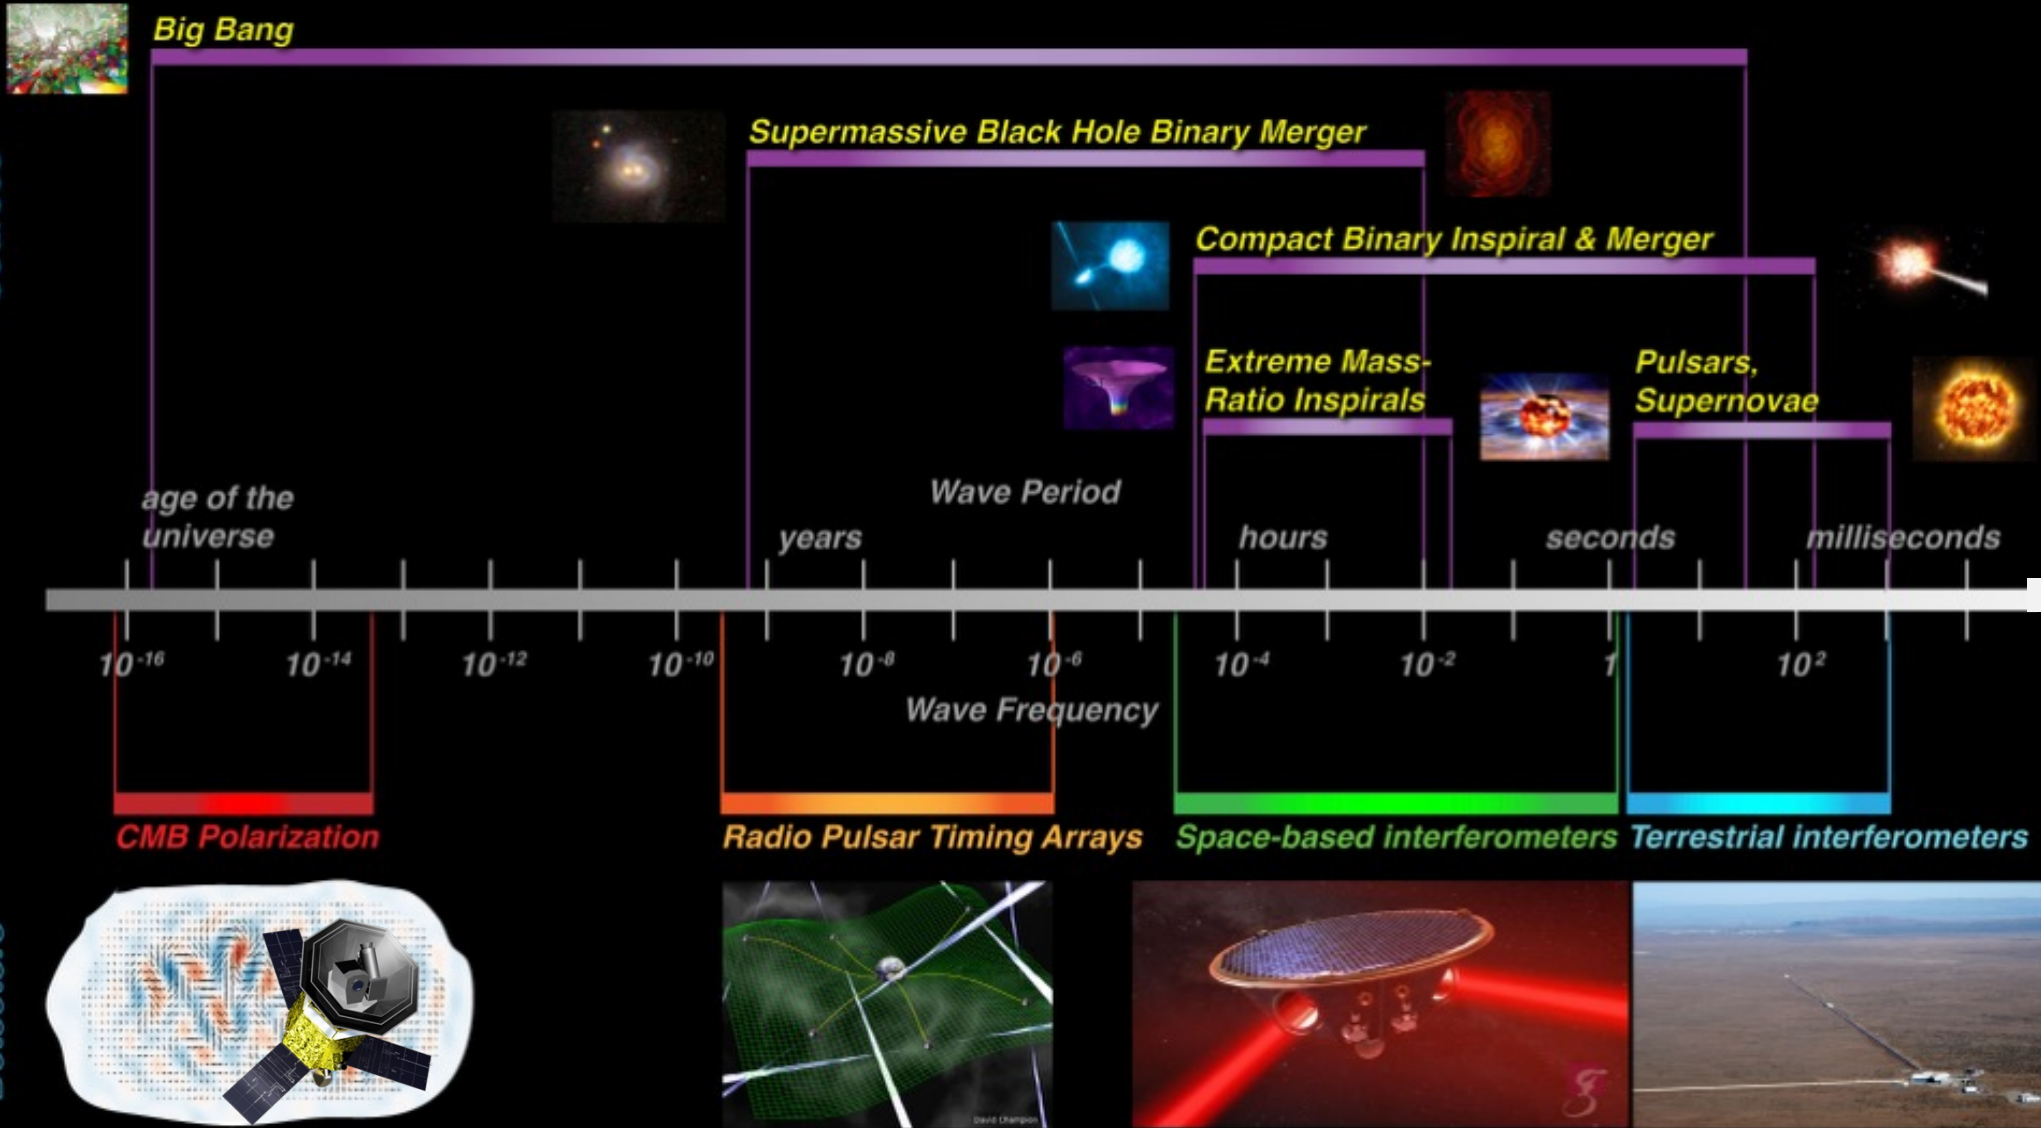 Big Bang
Supermassive Black Hole Binary Merger
Compact Binary Inspiral & Merger
Extreme Mass-
Ratio Inspirals
Pulsars,
Supernovae
age of the
universe
Wave Period
years
hours
seconds
milliseconds
10⁻¹⁶ 10⁻¹⁴ 10⁻¹² 10⁻¹⁰ 10⁻⁸ 10⁻⁶ 10⁻⁴ 10⁻² 1 10²
Wave Frequency
CMB Polarization
Radio Pulsar Timing Arrays
Space-based interferometers
Terrestrial interferometers
David Champion